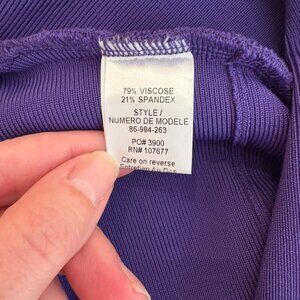 79% VISCOSE
21% SPANDEX
STYLE /
NUMERO DE MODELE
86-984-263
PO# 3900
RN# 107677
Care on reverse
Entretien Au Dos